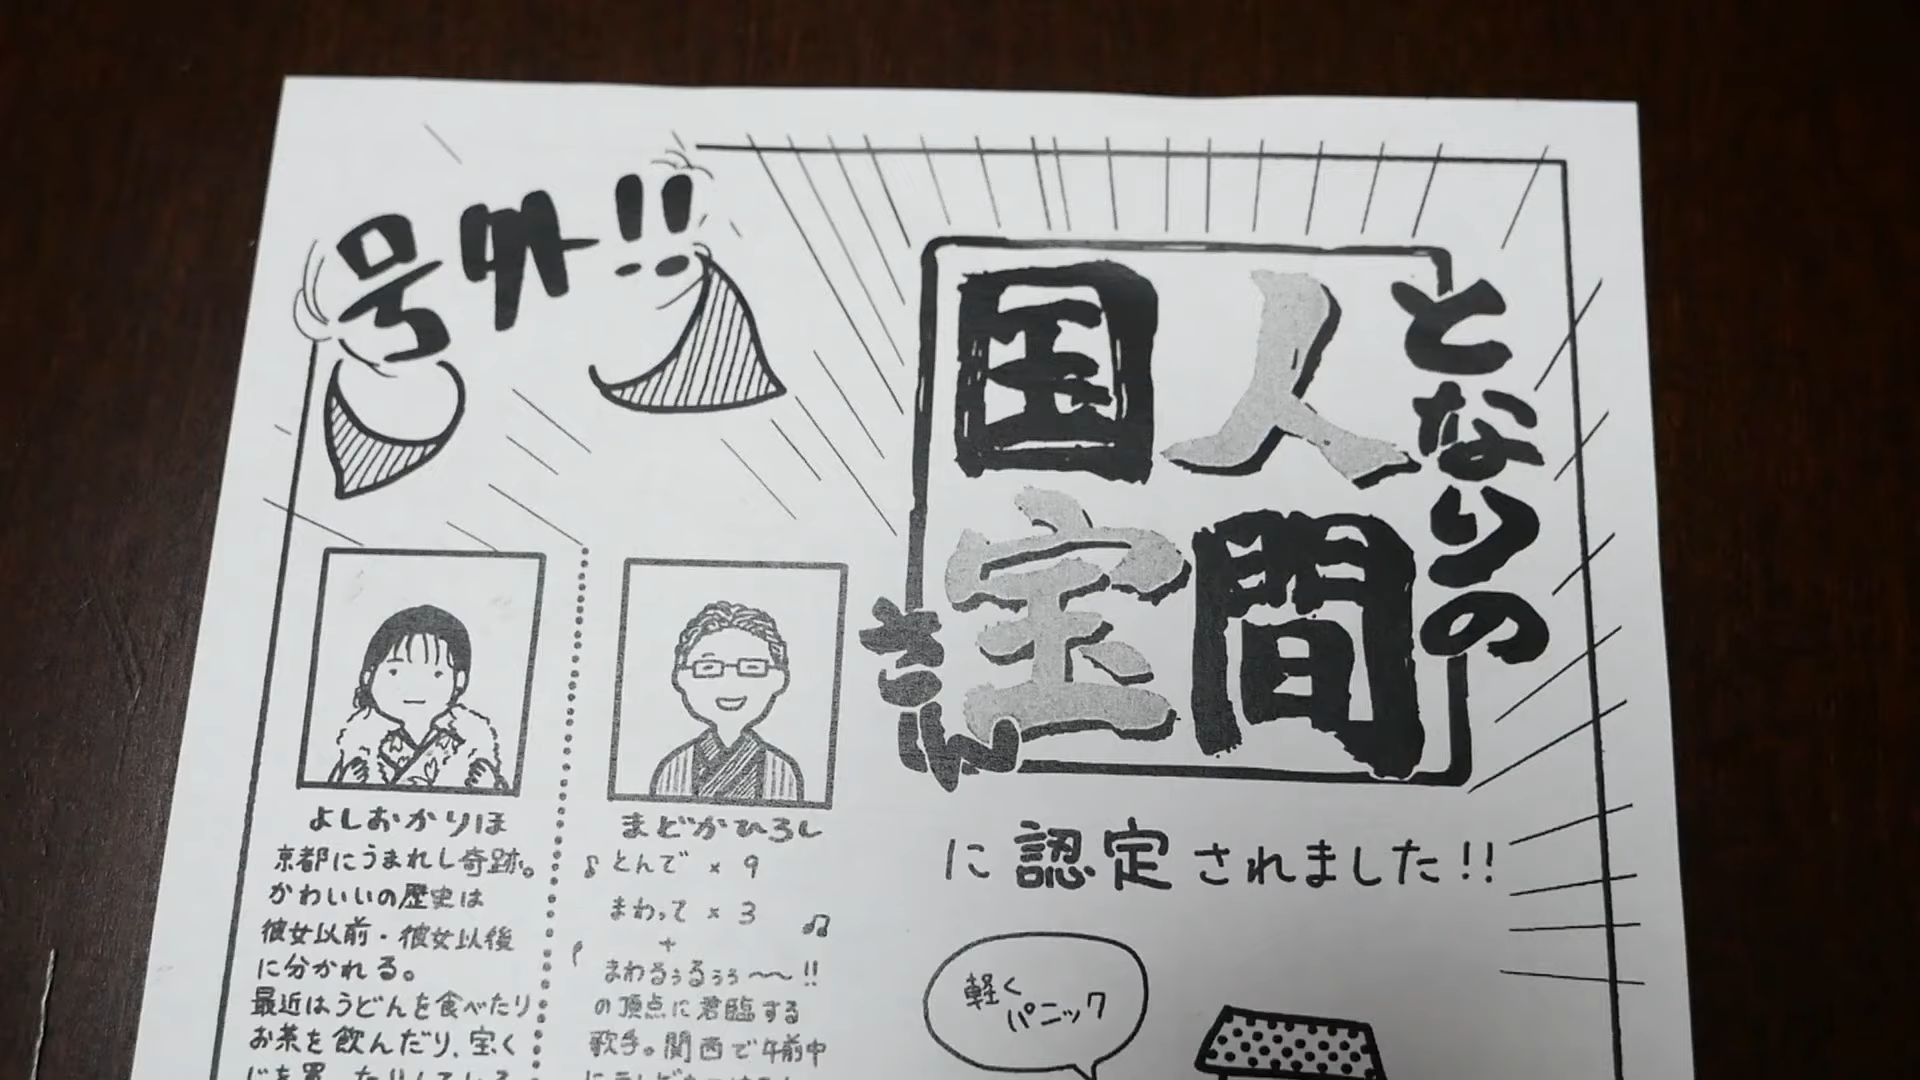 号外!!
となりの
人間
国宝
さん
に認定されました!!
軽く
パニック
まどかひろし
♪とんで×9
まわって×3 ♫
+
まわるぅるぅぅ〜〜!!
の頂点に君臨する
歌手。関西で午前中
よしおかりほ
京都にうまれし奇跡。
かわいいの歴史は
彼女以前・彼女以後
に分かれる。
最近はうどんを食べたり
お茶を飲んだり、宝く